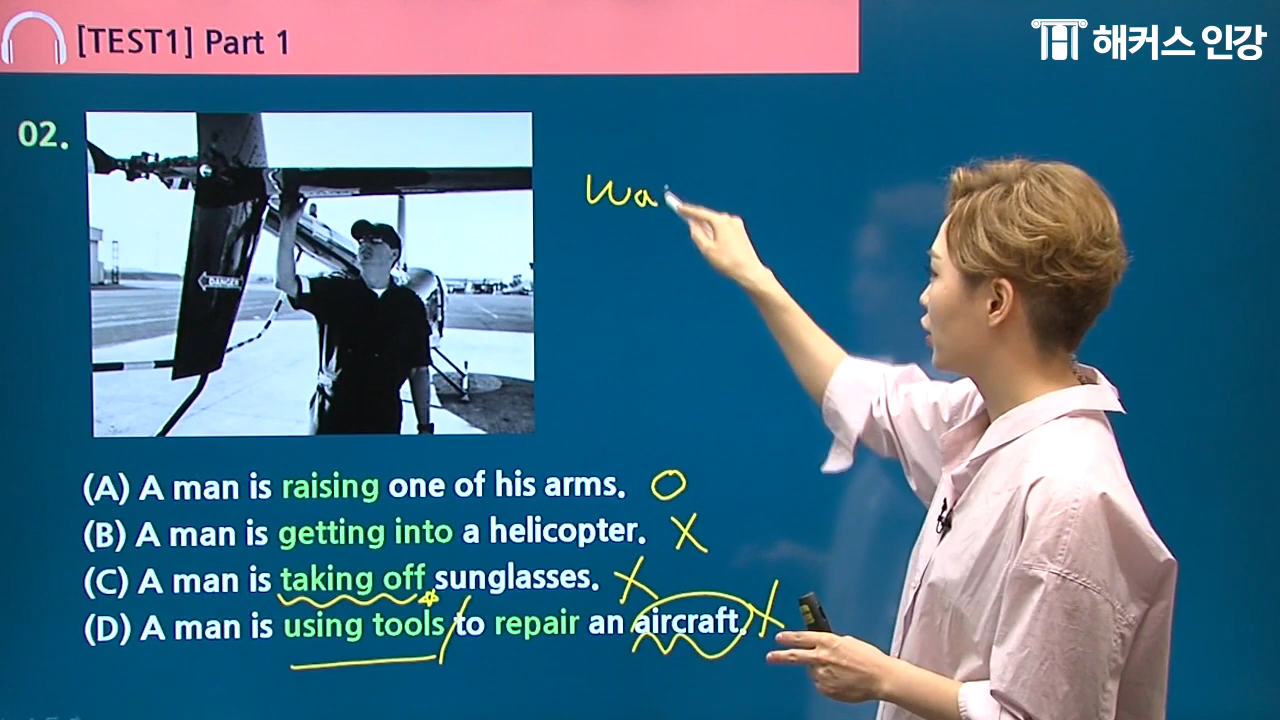 [TEST1] Part 1
해커스 인강
02.
DANGER
wa
(A) A man is raising one of his arms. O
(B) A man is getting into a helicopter. X
(C) A man is taking off sunglasses. X
(D) A man is using tools to repair an aircraft. X